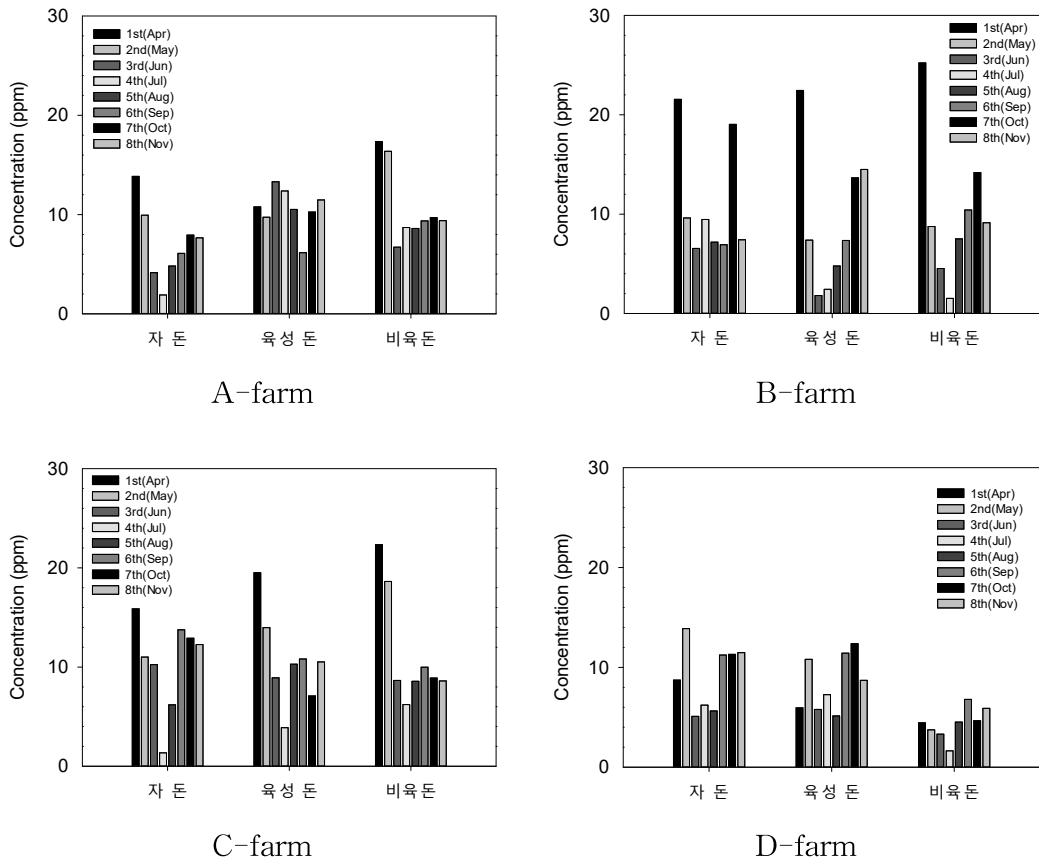 30
20
10
0
Concentration (ppm)
1st(Apr)
2nd(May)
3rd(Jun)
4th(Jul)
5th(Aug)
6th(Sep)
7th(Oct)
8th(Nov)
자 돈 육성 돈 비육돈
A-farm
30
20
10
0
Concentration (ppm)
1st(Apr)
2nd(May)
3rd(Jun)
4th(Jul)
5th(Aug)
6th(Sep)
7th(Oct)
8th(Nov)
자 돈 육성 돈 비육돈
B-farm
30
20
10
0
Concentration (ppm)
1st(Apr)
2nd(May)
3rd(Jun)
4th(Jul)
5th(Aug)
6th(Sep)
7th(Oct)
8th(Nov)
자 돈 육성 돈 비육돈
C-farm
30
20
10
0
Concentration (ppm)
1st(Apr)
2nd(May)
3rd(Jun)
4th(Jul)
5th(Aug)
6th(Sep)
7th(Oct)
8th(Nov)
자 돈 육성 돈 비육돈
D-farm